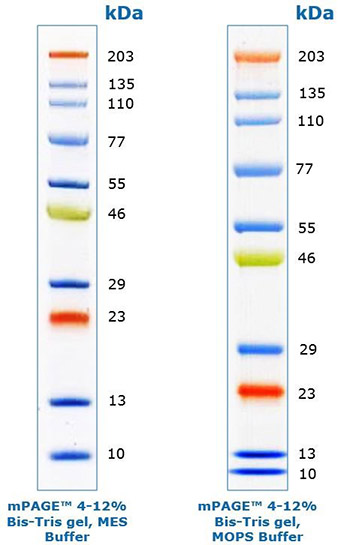 kDa
203
135
110
77
55
46
29
23
13
10
mPAGE™ 4-12%
Bis-Tris gel, MES
Buffer
kDa
203
135
110
77
55
46
29
23
13
10
mPAGE™ 4-12%
Bis-Tris gel,
MOPS Buffer